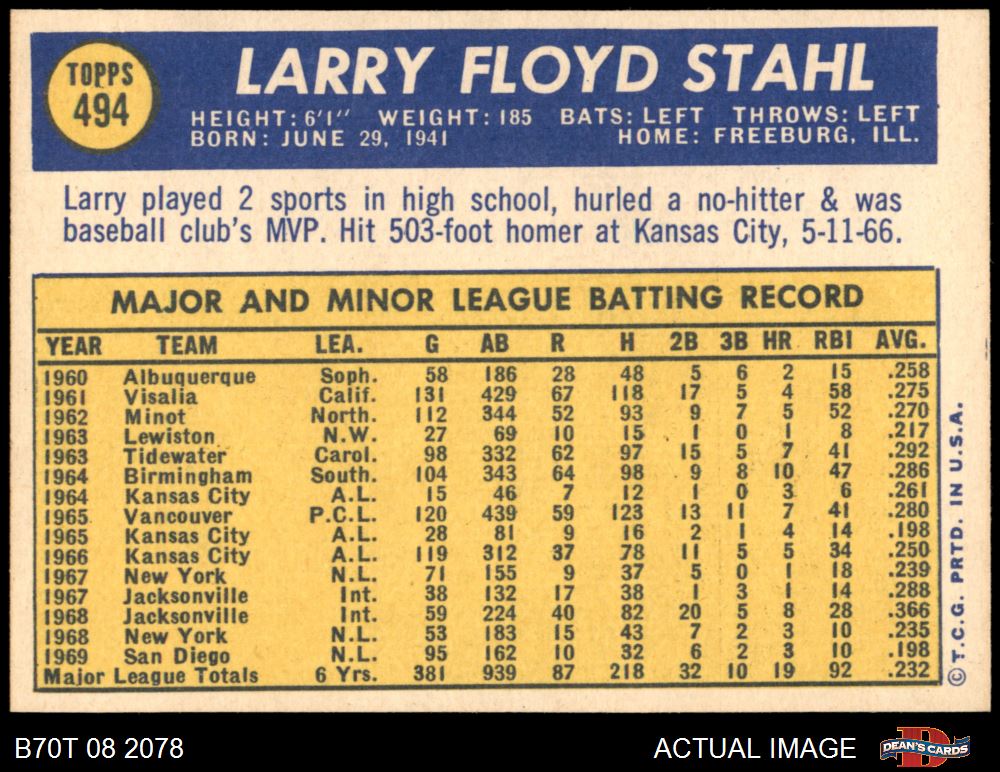 TOPPS
494
LARRY FLOYD STAHL
HEIGHT: 6'1" WEIGHT: 185 BATS: LEFT THROWS: LEFT
BORN: JUNE 29, 1941 HOME: FREEBURG, ILL.
Larry played 2 sports in high school, hurled a no-hitter & was
baseball club's MVP. Hit 503-foot homer at Kansas City, 5-11-66.
MAJOR AND MINOR LEAGUE BATTING RECORD
YEAR TEAM LEA. G AB R H 2B 3B HR RBI AVG.
1960 Albuquerque Soph. 58 186 28 48 5 6 2 15 .258
1961 Visalia Calif. 131 429 67 118 17 5 4 58 .275
1962 Minot North. 112 344 52 93 9 7 5 52 .270
1963 Lewiston N.W. 27 69 10 15 1 0 1 8 .217
1963 Tidewater Carol. 98 332 62 97 15 5 7 41 .292
1964 Birmingham South. 104 343 64 98 9 8 10 47 .286
1964 Kansas City A.L. 15 46 7 12 1 0 3 6 .261
1965 Vancouver P.C.L. 120 439 59 123 13 11 7 41 .280
1965 Kansas City A.L. 28 81 9 16 2 1 4 14 .198
1966 Kansas City A.L. 119 312 37 78 11 5 5 34 .250
1967 New York N.L. 71 155 9 37 5 0 1 18 .239
1967 Jacksonville Int. 38 132 17 38 1 3 1 14 .288
1968 Jacksonville Int. 59 224 40 82 20 5 8 28 .366
1968 New York N.L. 53 183 15 43 7 2 3 10 .235
1969 San Diego N.L. 95 162 10 32 6 2 3 10 .198
Major League Totals 6 Yrs. 381 939 87 218 32 10 19 92 .232
© T.C.G. PRTD. IN U.S.A.
B70T 08 2078 ACTUAL IMAGE
DEAN'S CARDS